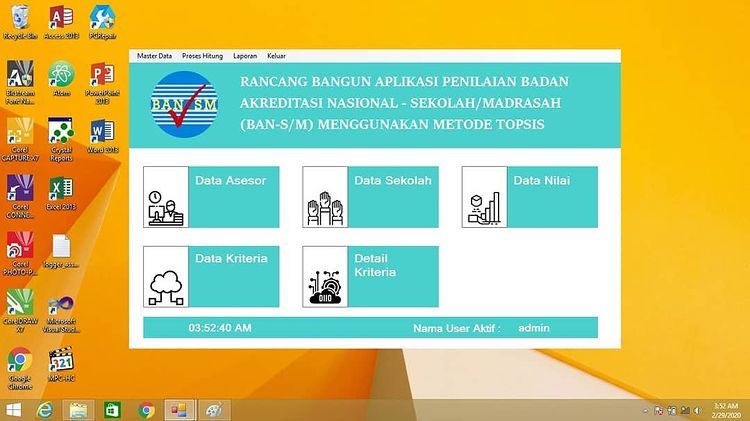 Recycle Bin
Access 2013
PCRepair
Bitstream
Font Na...
Atom
PowerPoint
2013
Corel
CAPTURE X7
Crystal
Reports
Word 2013
Corel
CONNE...
Excel 2013
Corel
PHOTO-P...
logger_ass...
CorelDRAW
X7
Microsoft
Visual Stud...
Google
Chrome
321
MPC-HC
Master Data Proses Hitung Laporan Keluar
BAN SM
RANCANG BANGUN APLIKASI PENILAIAN BADAN
AKREDITASI NASIONAL - SEKOLAH/MADRASAH
(BAN-S/M) MENGGUNAKAN METODE TOPSIS
Data Asesor
Data Sekolah
Data Nilai
Data Kriteria
Detail
Kriteria
03:52:40 AM Nama User Aktif : admin
3:52 AM
2/29/2020